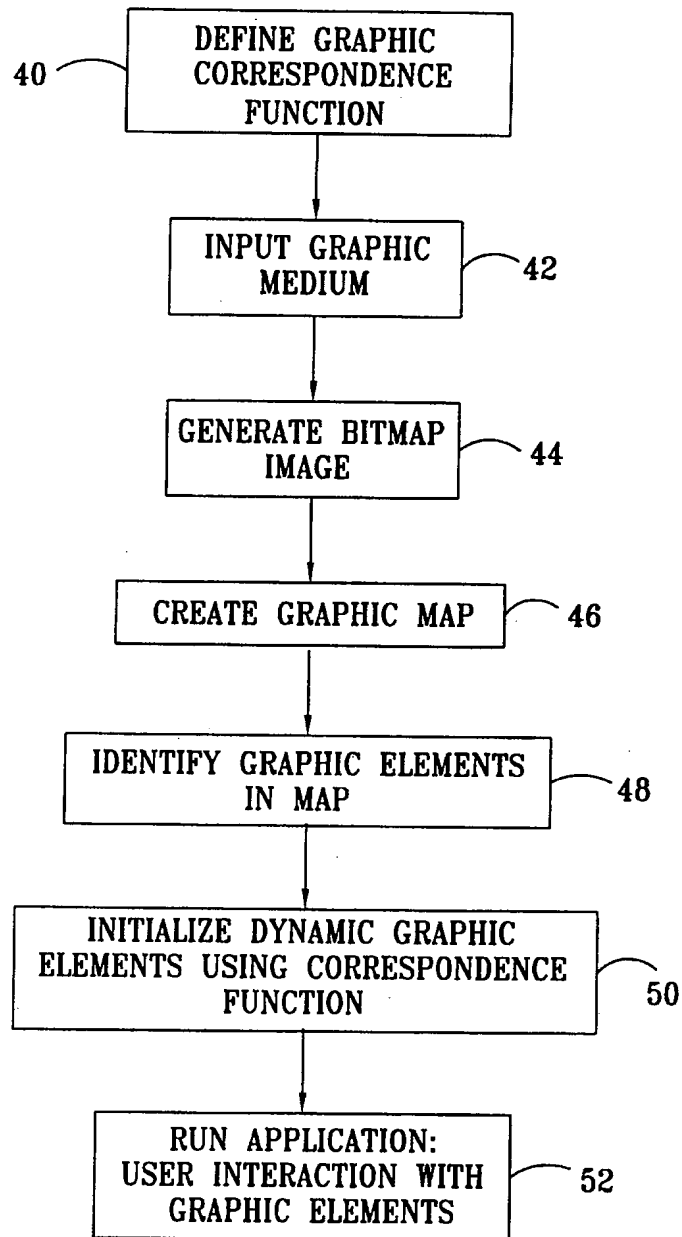 DEFINE GRAPHIC
CORRESPONDENCE
FUNCTION
40
INPUT GRAPHIC
MEDIUM
42
GENERATE BITMAP
IMAGE
44
CREATE GRAPHIC MAP
46
IDENTIFY GRAPHIC ELEMENTS
IN MAP
48
INITIALIZE DYNAMIC GRAPHIC
ELEMENTS USING CORRESPONDENCE
FUNCTION
50
RUN APPLICATION:
USER INTERACTION WITH
GRAPHIC ELEMENTS
52